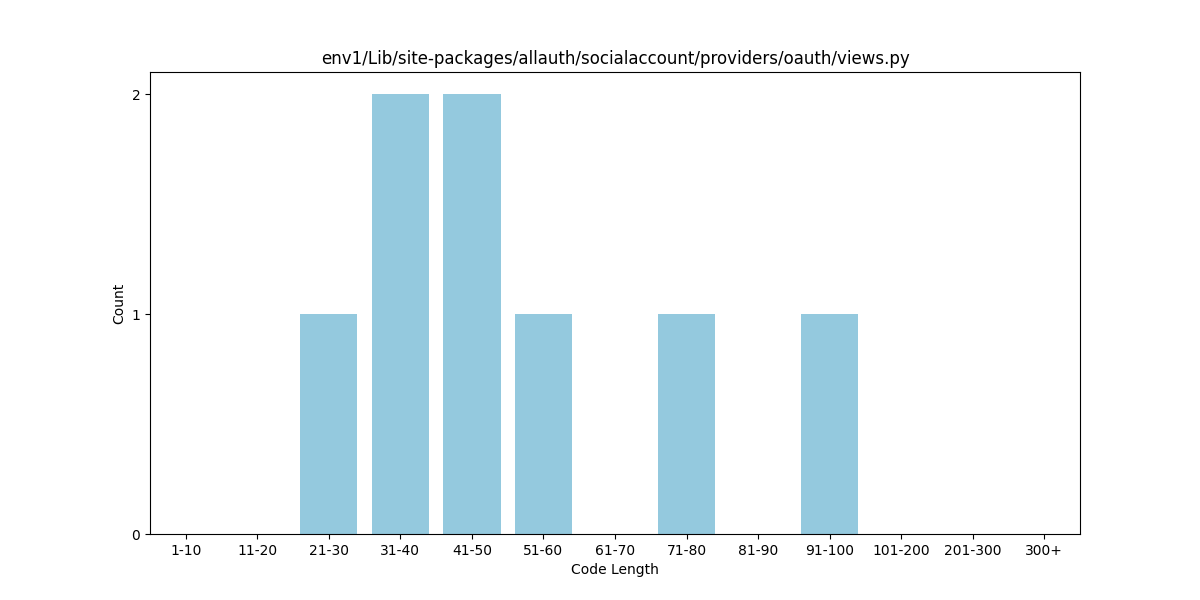 env1/Lib/site-packages/allauth/socialaccount/providers/oauth/views.py
2
1
0
Count
1-10 11-20 21-30 31-40 41-50 51-60 61-70 71-80 81-90 91-100 101-200 201-300 300+
Code Length